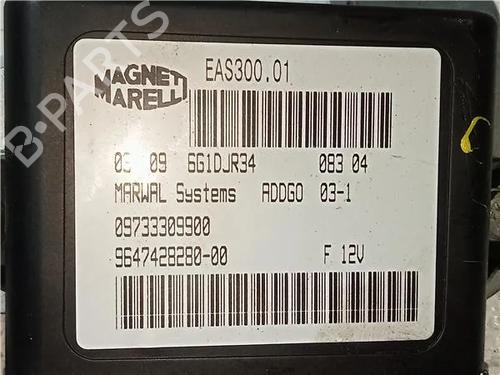 B-PARTS
MAGNETI MARELLI
EAS300.01
03 09 6G1DJR34 083 04
MARWAL Systems ADDGO 03-1
09733309900
9647428280-00 F 12V